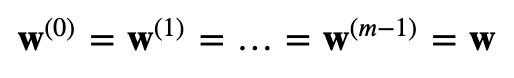 𝐰⁽⁰⁾ = 𝐰⁽¹⁾ = … = 𝐰⁽ᵐ⁻¹⁾ = 𝐰